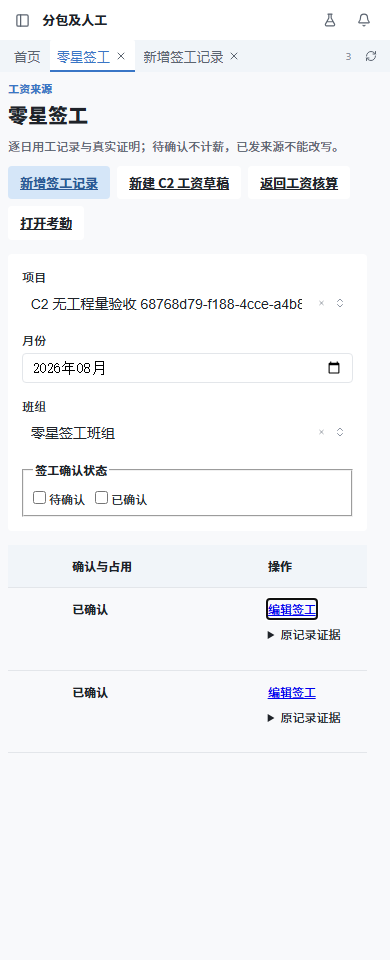 分包及人工
首页 零星签工 新增签工记录 3
工资来源
零星签工
逐日用工记录与真实证明；待确认不计薪，已发来源不能改写。
新增签工记录 新建 C2 工资草稿 返回工资核算
打开考勤
项目
C2 无工程量验收 68768d79-f188-4cce-a4b8
月份
2026年08月
班组
零星签工班组
签工确认状态
待确认 已确认
确认与占用 操作
已确认 编辑签工
原记录证据
已确认 编辑签工
原记录证据